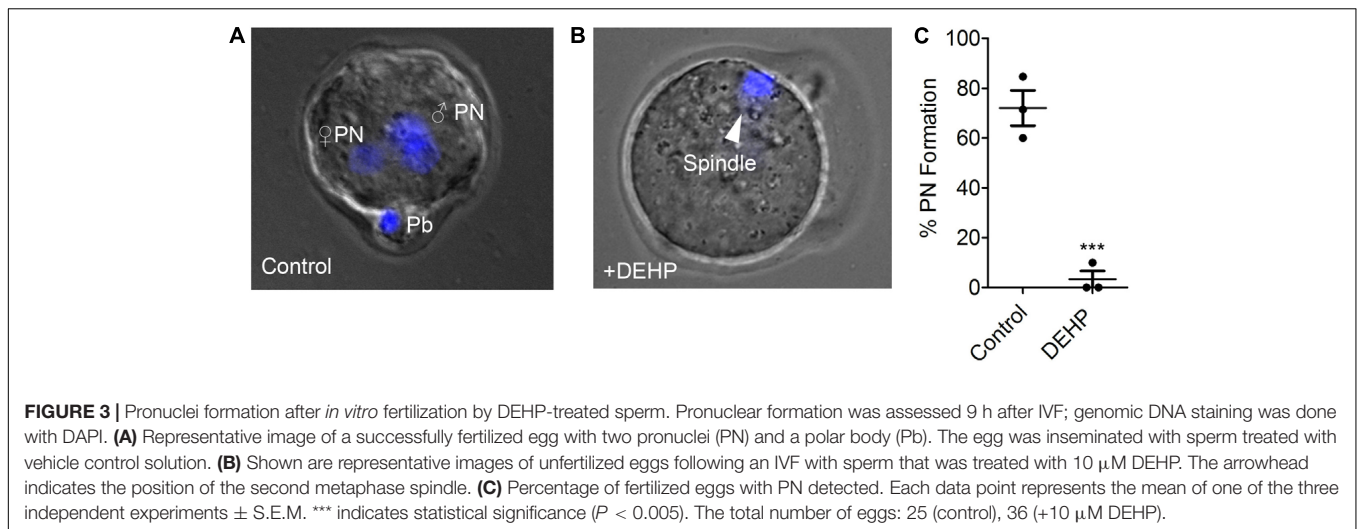 A
♀PN
♂ PN
Pb
Control
B
Spindle
+DEHP
C
% PN Formation
100
80
60
40
20
0
***
Control
DEHP
FIGURE 3 | Pronuclei formation after in vitro fertilization by DEHP-treated sperm. Pronuclear formation was assessed 9 h after IVF; genomic DNA staining was done
with DAPI. (A) Representative image of a successfully fertilized egg with two pronuclei (PN) and a polar body (Pb). The egg was inseminated with sperm treated with
vehicle control solution. (B) Shown are representative images of unfertilized eggs following an IVF with sperm that was treated with 10 μM DEHP. The arrowhead
indicates the position of the second metaphase spindle. (C) Percentage of fertilized eggs with PN detected. Each data point represents the mean of one of the three
independent experiments ± S.E.M. *** indicates statistical significance (P < 0.005). The total number of eggs: 25 (control), 36 (+10 μM DEHP).